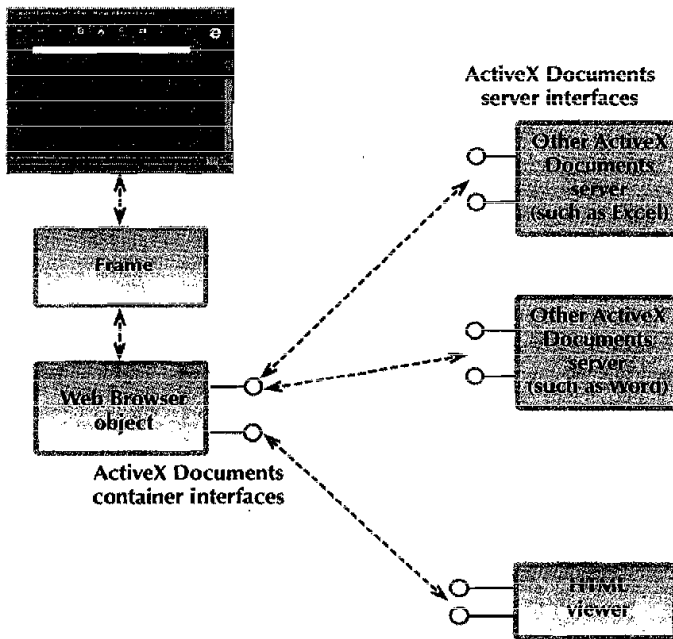 ActiveX Documents
server interfaces
Other ActiveX
Documents
server
(such as Excel)
Frame
Other ActiveX
Documents
server
(such as Word)
Web Browser
object
ActiveX Documents
container interfaces
HTML
viewer